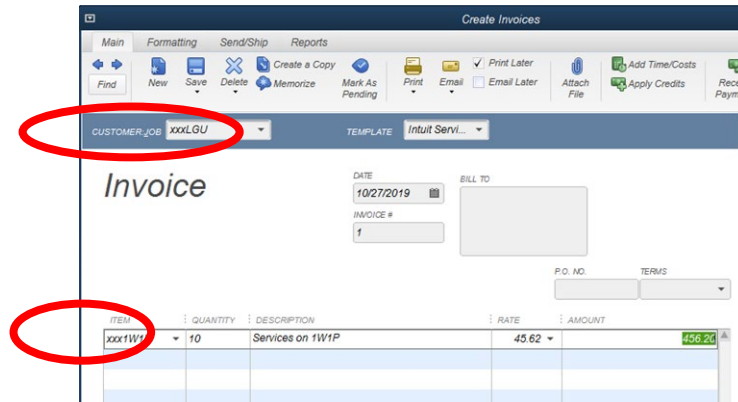 Create Invoices
Main Formatting Send/Ship Reports
Create a Copy Print Later Add Time/Costs
Find New Save Delete Memorize Mark As Pending Print Email Email Later Attach File Apply Credits
CUSTOMER:JOB xxxLGU TEMPLATE Intuit Servi...
Invoice
DATE BILL TO
10/27/2019
INVOICE #
1
P.O. NO. TERMS
ITEM QUANTITY DESCRIPTION RATE AMOUNT
10 Services on 1W1P 45.62 456.20